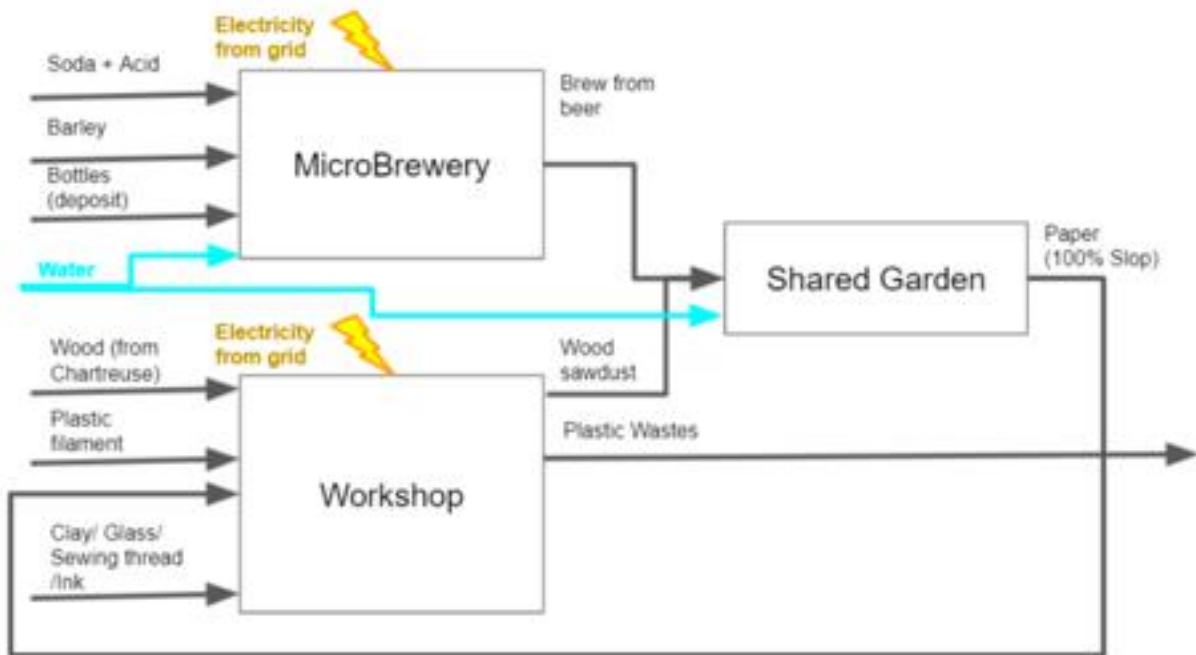 Electricity
from grid
Soda + Acid
Barley
Bottles
(deposit)
MicroBrewery
Brew from
beer
Water
Shared Garden
Paper
(100% Slop)
Electricity
from grid
Wood (from
Chartreuse)
Plastic
filament
Clay/ Glass/
Sewing thread
/Ink
Workshop
Wood
sawdust
Plastic Wastes